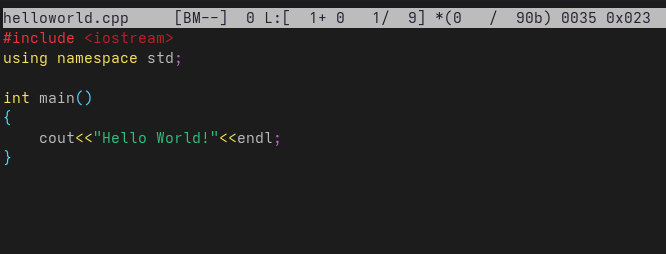 helloworld.cpp     [BM--]  0 L:[  1+ 0   1/  9] *(0   /  90b) 0035 0x023
#include <iostream>
using namespace std;

int main()
{
    cout<<"Hello World!"<<endl;
}